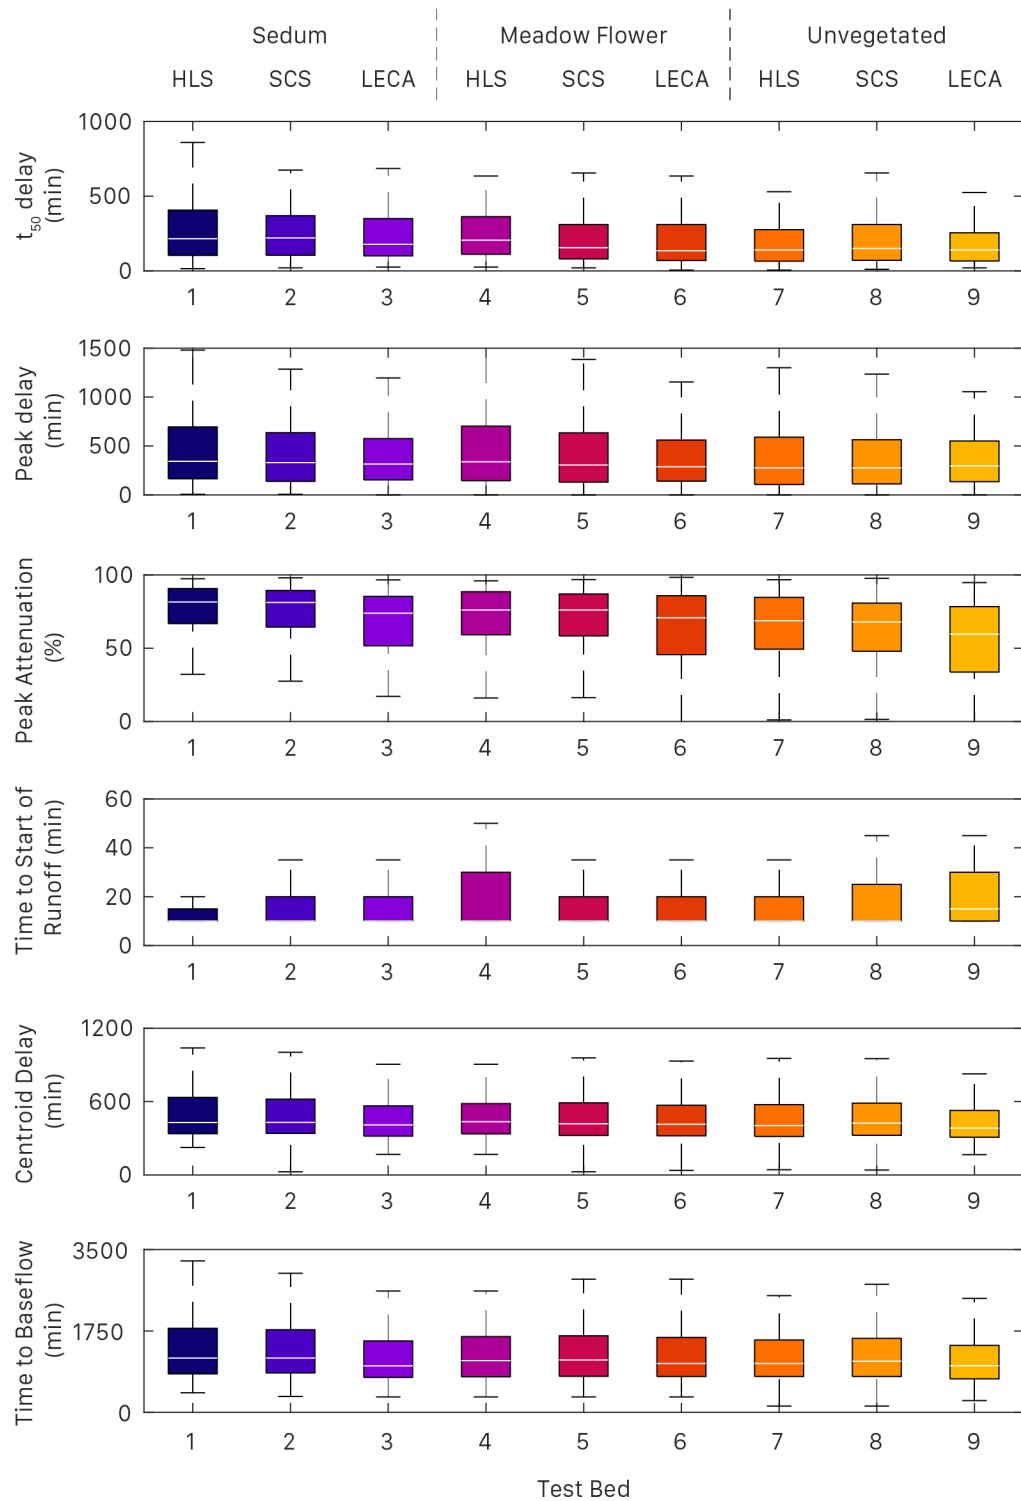 Sedum Meadow Flower Unvegetated
HLS SCS LECA HLS SCS LECA HLS SCS LECA
t50 delay
(min)
1000
500
0
1 2 3 4 5 6 7 8 9
Peak delay
(min)
1500
1000
500
0
1 2 3 4 5 6 7 8 9
Peak Attenuation
(%)
100
50
0
1 2 3 4 5 6 7 8 9
Time to Start of
Runoff (min)
60
40
20
0
1 2 3 4 5 6 7 8 9
Centroid Delay
(min)
1200
600
0
1 2 3 4 5 6 7 8 9
Time to Baseflow
(min)
3500
1750
0
1 2 3 4 5 6 7 8 9
Test Bed